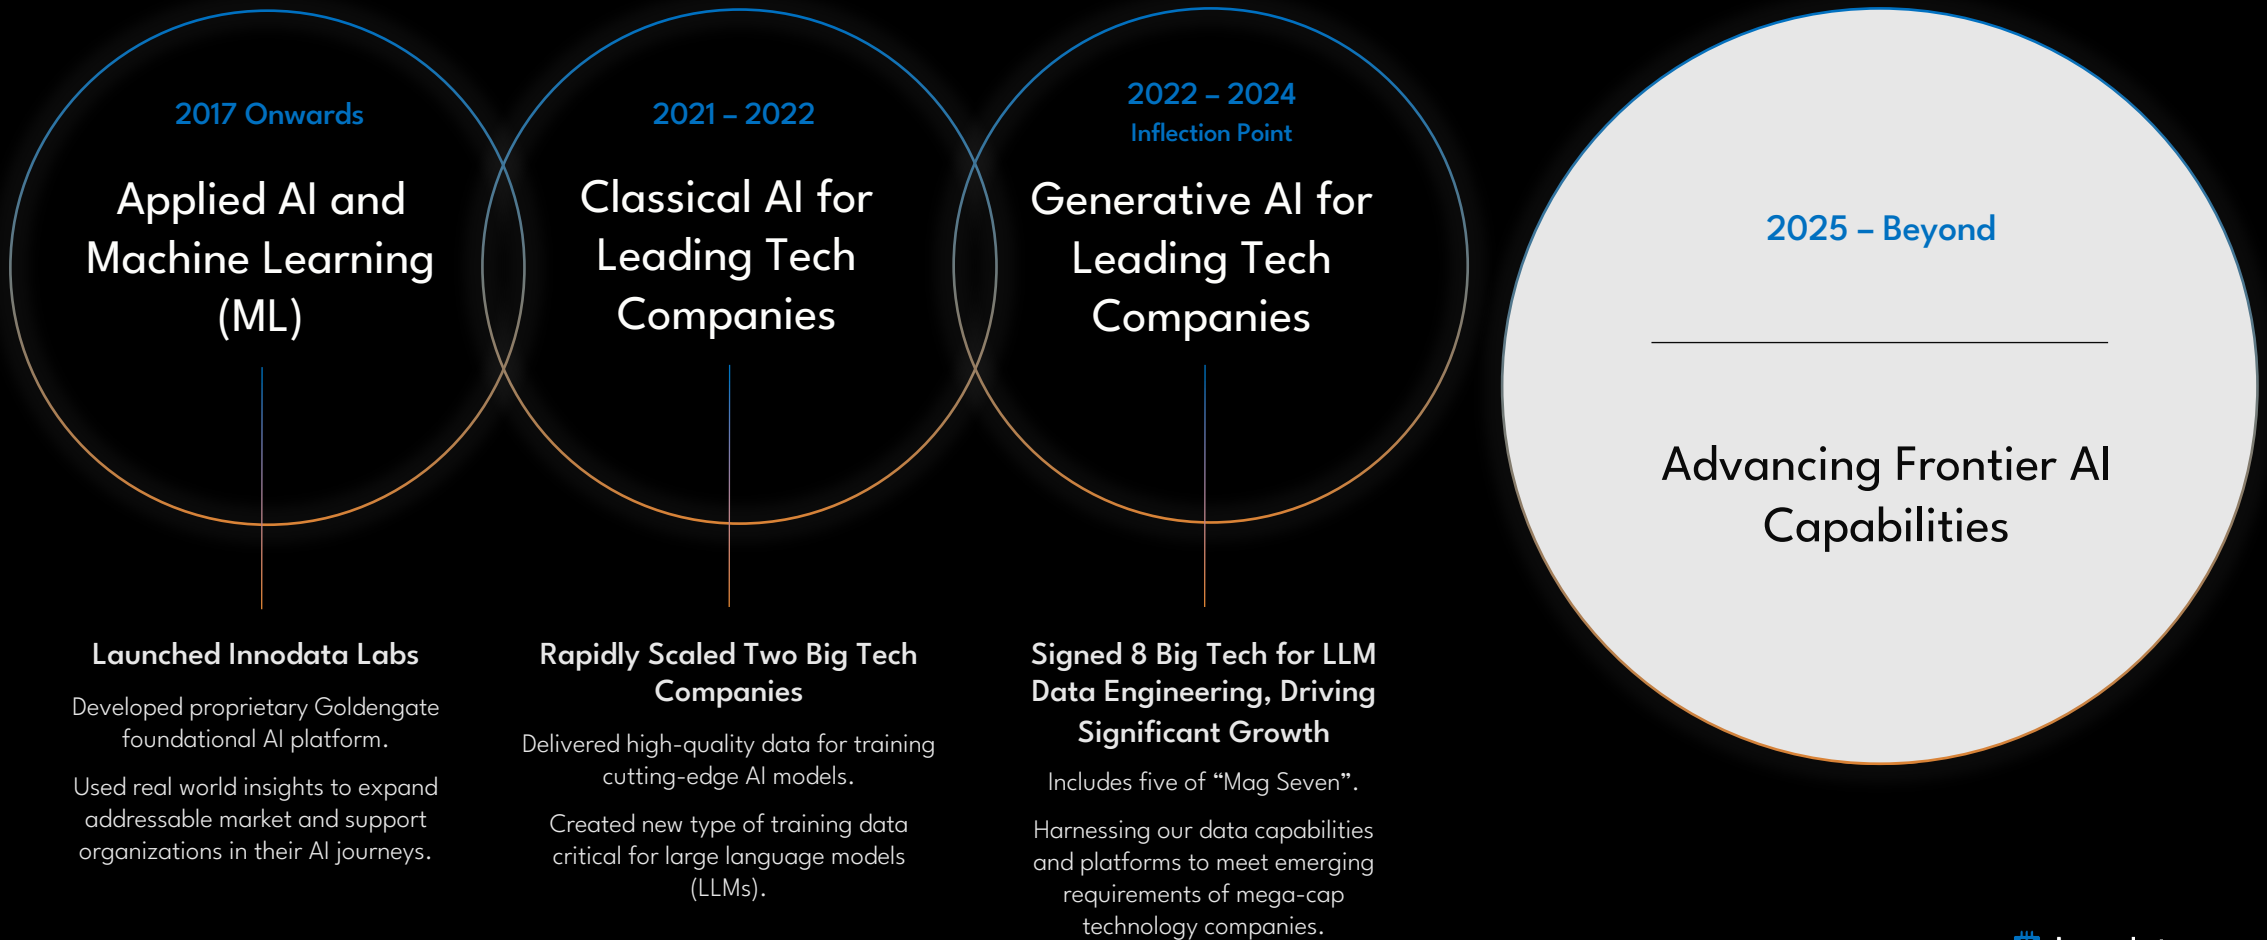 2017 Onwards
Applied AI and
Machine Learning
(ML)
Launched Innodata Labs
Developed proprietary Goldengate
foundational AI platform.
Used real world insights to expand
addressable market and support
organizations in their AI journeys.
2021 – 2022
Classical AI for
Leading Tech
Companies
Rapidly Scaled Two Big Tech
Companies
Delivered high-quality data for training
cutting-edge AI models.
Created new type of training data
critical for large language models
(LLMs).
2022 – 2024
Inflection Point
Generative AI for
Leading Tech
Companies
Signed 8 Big Tech for LLM
Data Engineering, Driving
Significant Growth
Includes five of “Mag Seven”.
Harnessing our data capabilities
and platforms to meet emerging
requirements of mega-cap
technology companies.
2025 – Beyond
Advancing Frontier AI
Capabilities